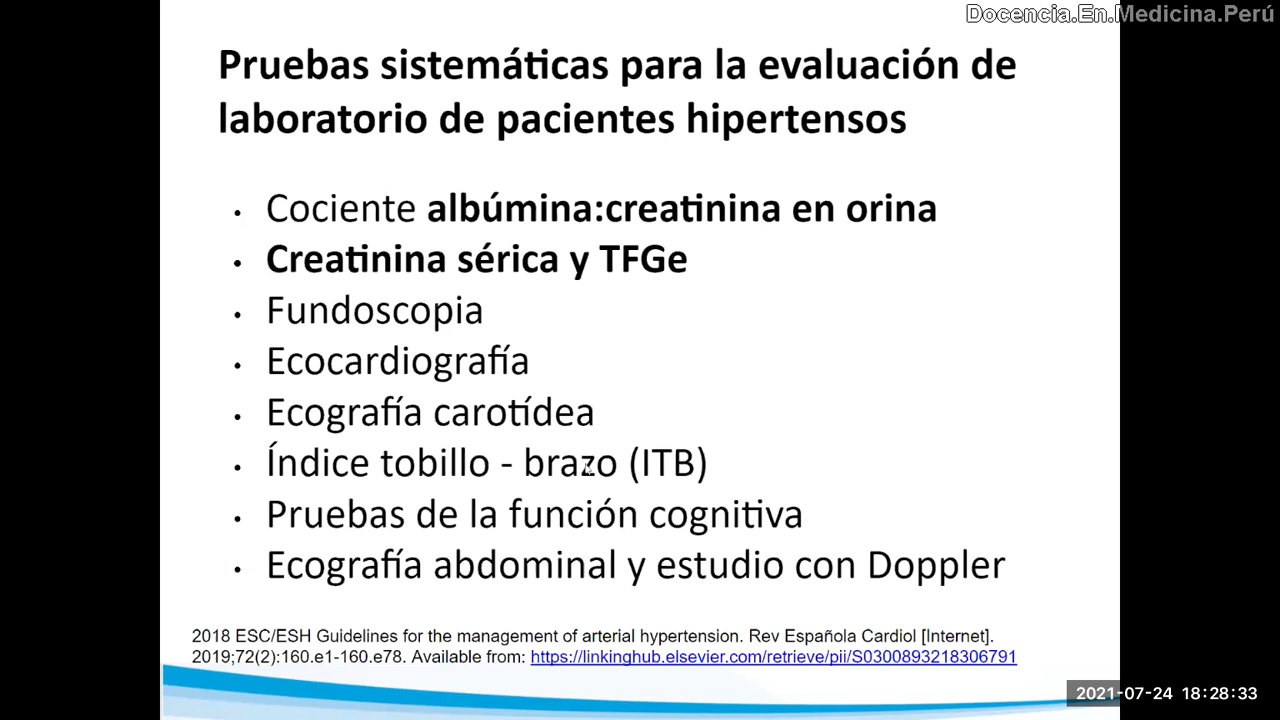 Docencia.En.Medicina.Perú
Pruebas sistemáticas para la evaluación de
laboratorio de pacientes hipertensos
• Cociente albúmina:creatinina en orina
• Creatinina sérica y TFGe
• Fundoscopia
• Ecocardiografía
• Ecografía carotídea
• Índice tobillo - brazo (ITB)
• Pruebas de la función cognitiva
• Ecografía abdominal y estudio con Doppler
2018 ESC/ESH Guidelines for the management of arterial hypertension. Rev Española Cardiol [Internet].
2019;72(2):160.e1-160.e78. Available from: https://linkinghub.elsevier.com/retrieve/pii/S0300893218306791
2021-07-24 18:28:33